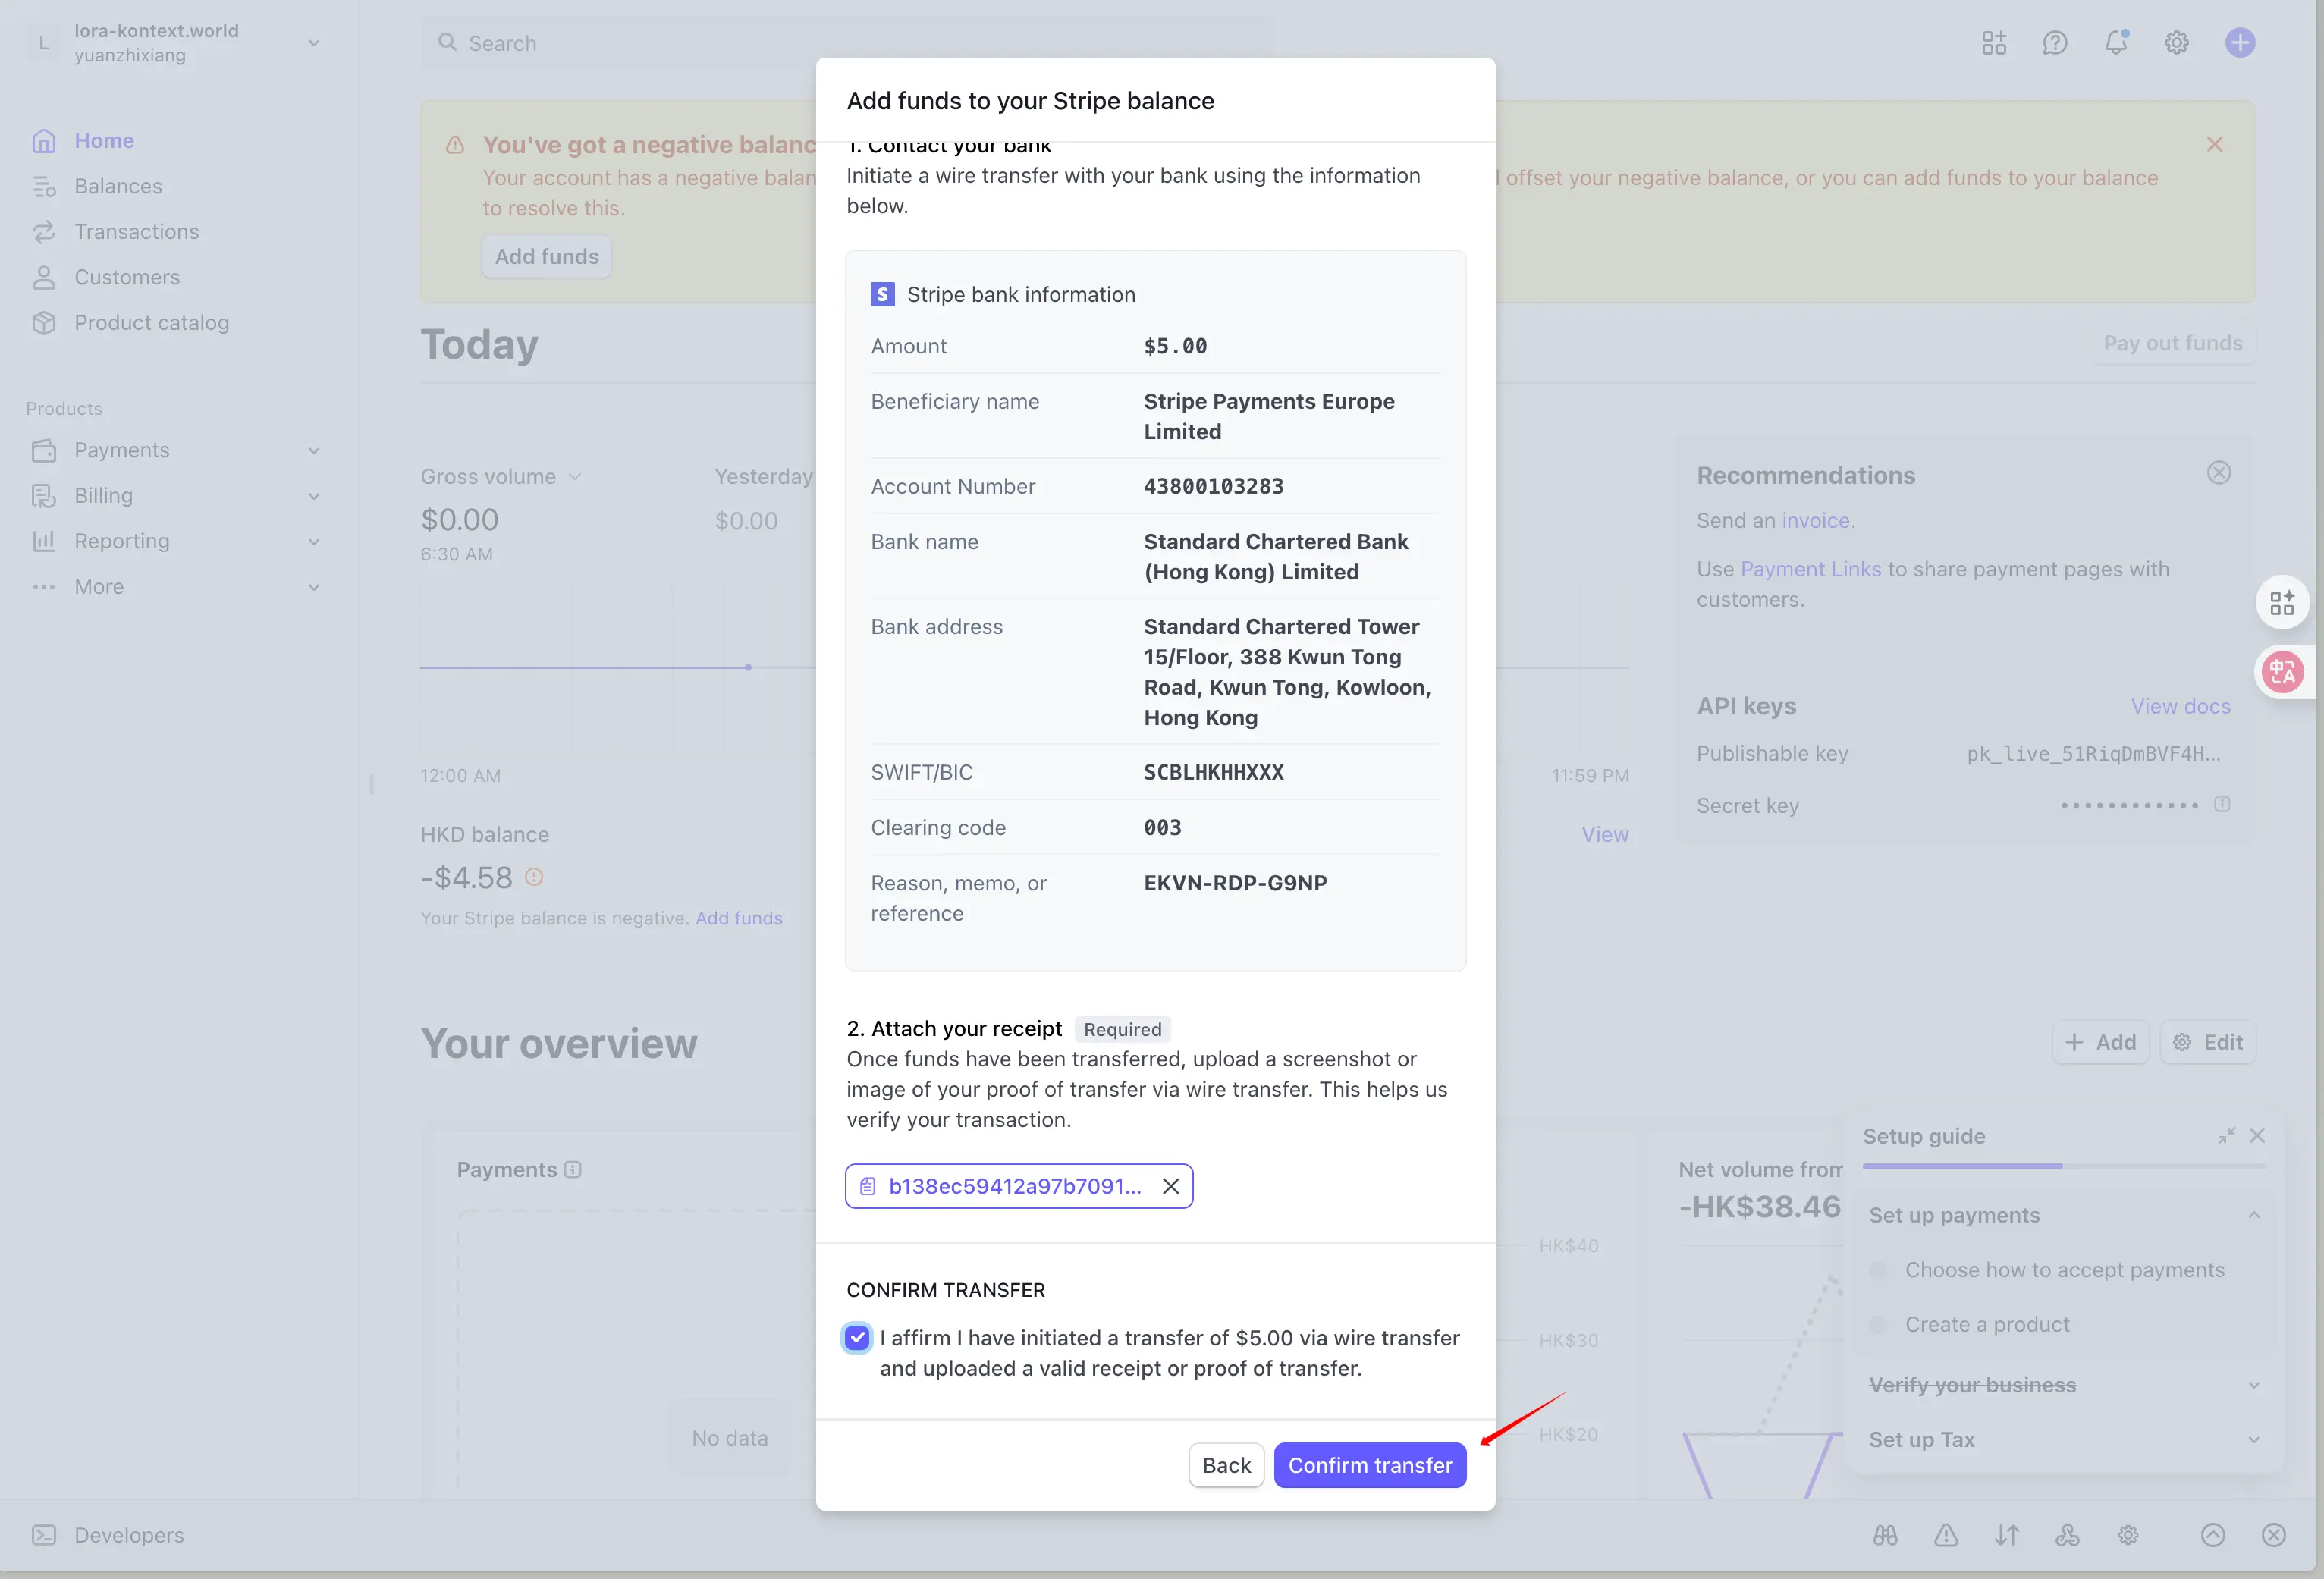 L
lora-kontext.world
yuanzhixiang
Search
Home
Balances
Transactions
Customers
Product catalog
Products
Payments
Billing
Reporting
More
Developers
You've got a negative balanc
Your account has a negative balan
l offset your negative balance, or you can add funds to your balance
to resolve this.
Add funds
Today
Pay out funds
Gross volume
Yesterday
$0.00
$0.00
6:30 AM
12:00 AM
11:59 PM
HKD balance
-$4.58
View
Your Stripe balance is negative. Add funds
Your overview
Add
Edit
Payments
No data
Add funds to your Stripe balance
1. Contact your bank
Initiate a wire transfer with your bank using the information
below.
S Stripe bank information
Amount $5.00
Beneficiary name Stripe Payments Europe
Limited
Account Number 43800103283
Bank name Standard Chartered Bank
(Hong Kong) Limited
Bank address Standard Chartered Tower
15/Floor, 388 Kwun Tong
Road, Kwun Tong, Kowloon,
Hong Kong
SWIFT/BIC SCBLHKHHXXX
Clearing code 003
Reason, memo, or EKVN-RDP-G9NP
reference
2. Attach your receipt Required
Once funds have been transferred, upload a screenshot or
image of your proof of transfer via wire transfer. This helps us
verify your transaction.
b138ec59412a97b7091...
CONFIRM TRANSFER
I affirm I have initiated a transfer of $5.00 via wire transfer
and uploaded a valid receipt or proof of transfer.
Back
Confirm transfer
Recommendations
Send an invoice.
Use Payment Links to share payment pages with
customers.
API keys
View docs
Publishable key pk_live_51RiqDmBVF4H...
Secret key ••••••••••••
中A
HK$40
HK$30
HK$20
Net volume from
-HK$38.46
Setup guide
Set up payments
Choose how to accept payments
Create a product
Verify your business
Set up Tax